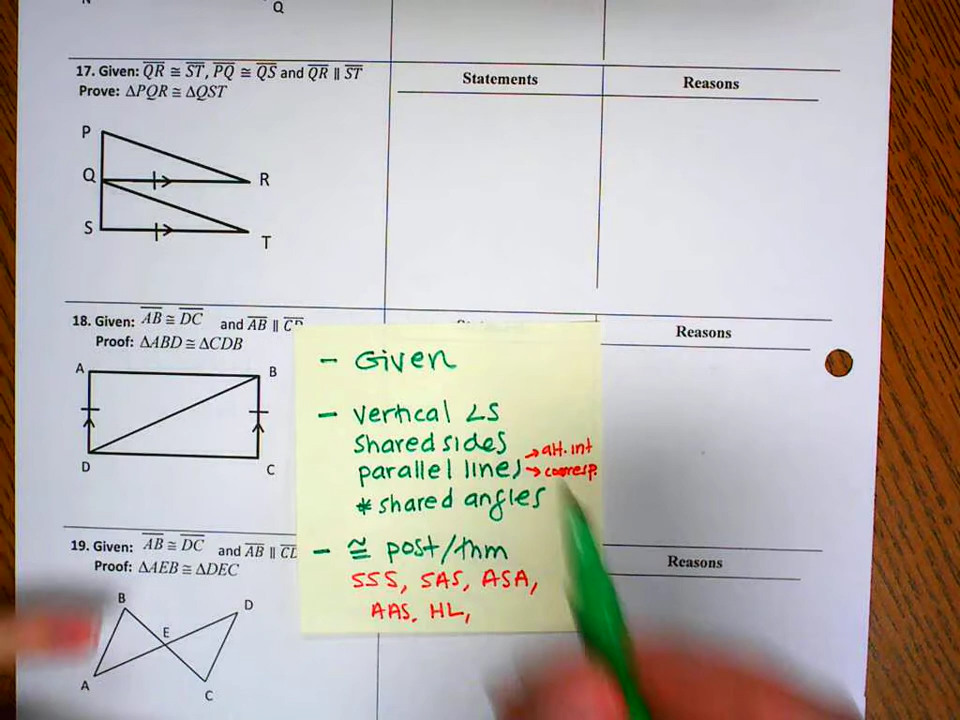 Q
17. Given: QR ≅ ST, PQ ≅ QS and QR ∥ ST
Prove: ΔPQR ≅ ΔQST
Statements
Reasons
P
Q
R
S
T
18. Given: AB ≅ DC and AB ∥
Proof: ΔABD ≅ ΔCDB
Reasons
A
B
D
C
- Given
- vertical ∠s
shared sides
parallel lines → alt. int
→ corresp.
* shared angles
- ≅ post/thm
SSS, SAS, ASA,
AAS, HL,
19. Given: AB ≅ DC and AB ∥
Proof: ΔAEB ≅ ΔDEC
Reasons
B
D
E
A
C